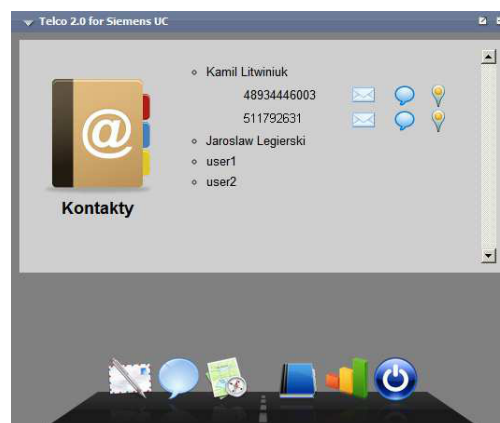 Telco 2.0 for Siemens UC
Kamil Litwiniuk
48934446003
511792631
Jaroslaw Legierski
user1
user2
@
Kontakty